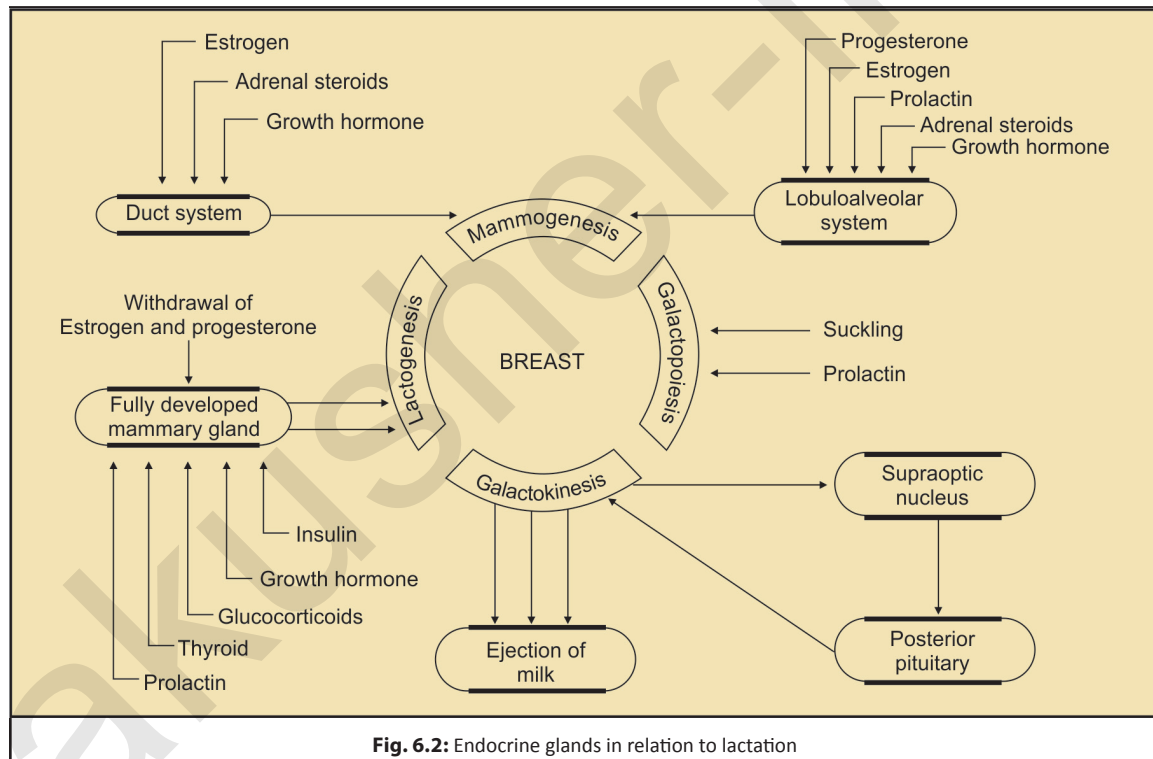 Estrogen
Adrenal steroids
Growth hormone
Duct system
Progesterone
Estrogen
Prolactin
Adrenal steroids
Growth hormone
Lobuloalveolar
system
Mammogenesis
Withdrawal of
Estrogen and progesterone
Fully developed
mammary gland
Lactogenesis
BREAST
Galactopoiesis
Suckling
Prolactin
Insulin
Growth hormone
Glucocorticoids
Thyroid
Prolactin
Galactokinesis
Ejection of
milk
Supraoptic
nucleus
Posterior
pituitary
Fig. 6.2: Endocrine glands in relation to lactation
akusher-li